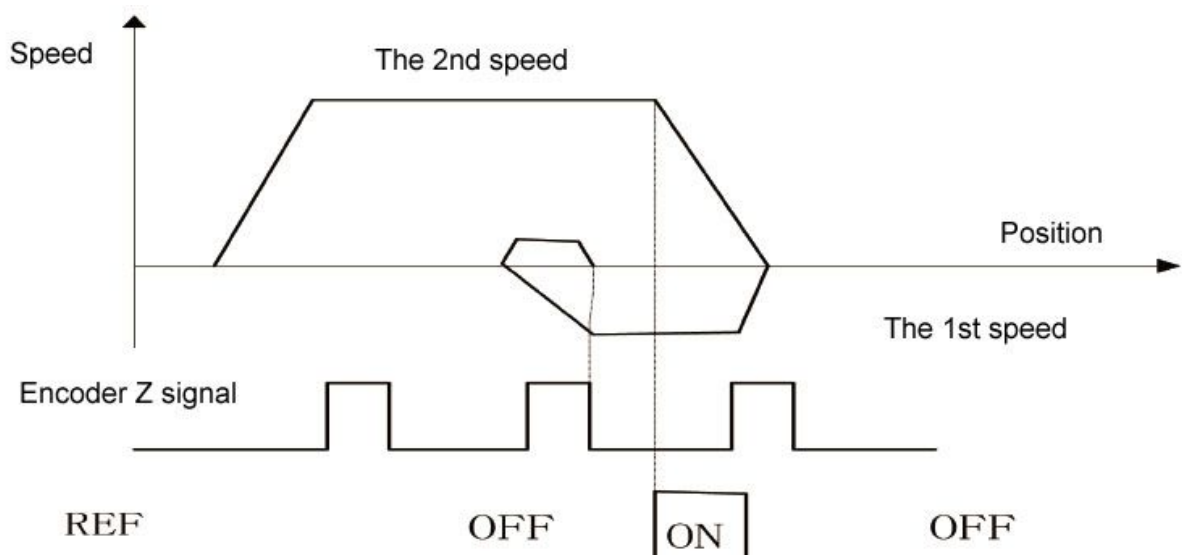 Speed
The 2nd speed
Position
The 1st speed
Encoder Z signal
REF
OFF
ON
OFF